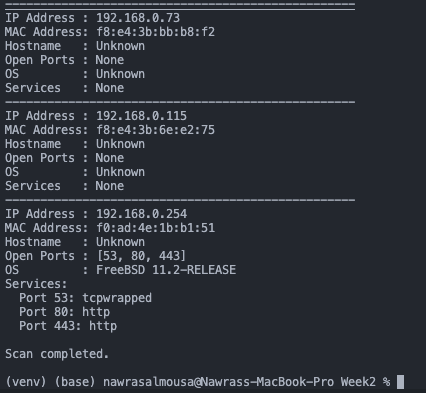 ==================================================
IP Address : 192.168.0.73
MAC Address: f8:e4:3b:bb:b8:f2
Hostname   : Unknown
Open Ports : None
OS         : Unknown
Services   : None
--------------------------------------------------
IP Address : 192.168.0.115
MAC Address: f8:e4:3b:6e:e2:75
Hostname   : Unknown
Open Ports : None
OS         : Unknown
Services   : None
--------------------------------------------------
IP Address : 192.168.0.254
MAC Address: f0:ad:4e:1b:b1:51
Hostname   : Unknown
Open Ports : [53, 80, 443]
OS         : FreeBSD 11.2-RELEASE
Services:
  Port 53: tcpwrapped
  Port 80: http
  Port 443: http
Scan completed.
(venv) (base) nawrasalmousa@Nawrass-MacBook-Pro Week2 %